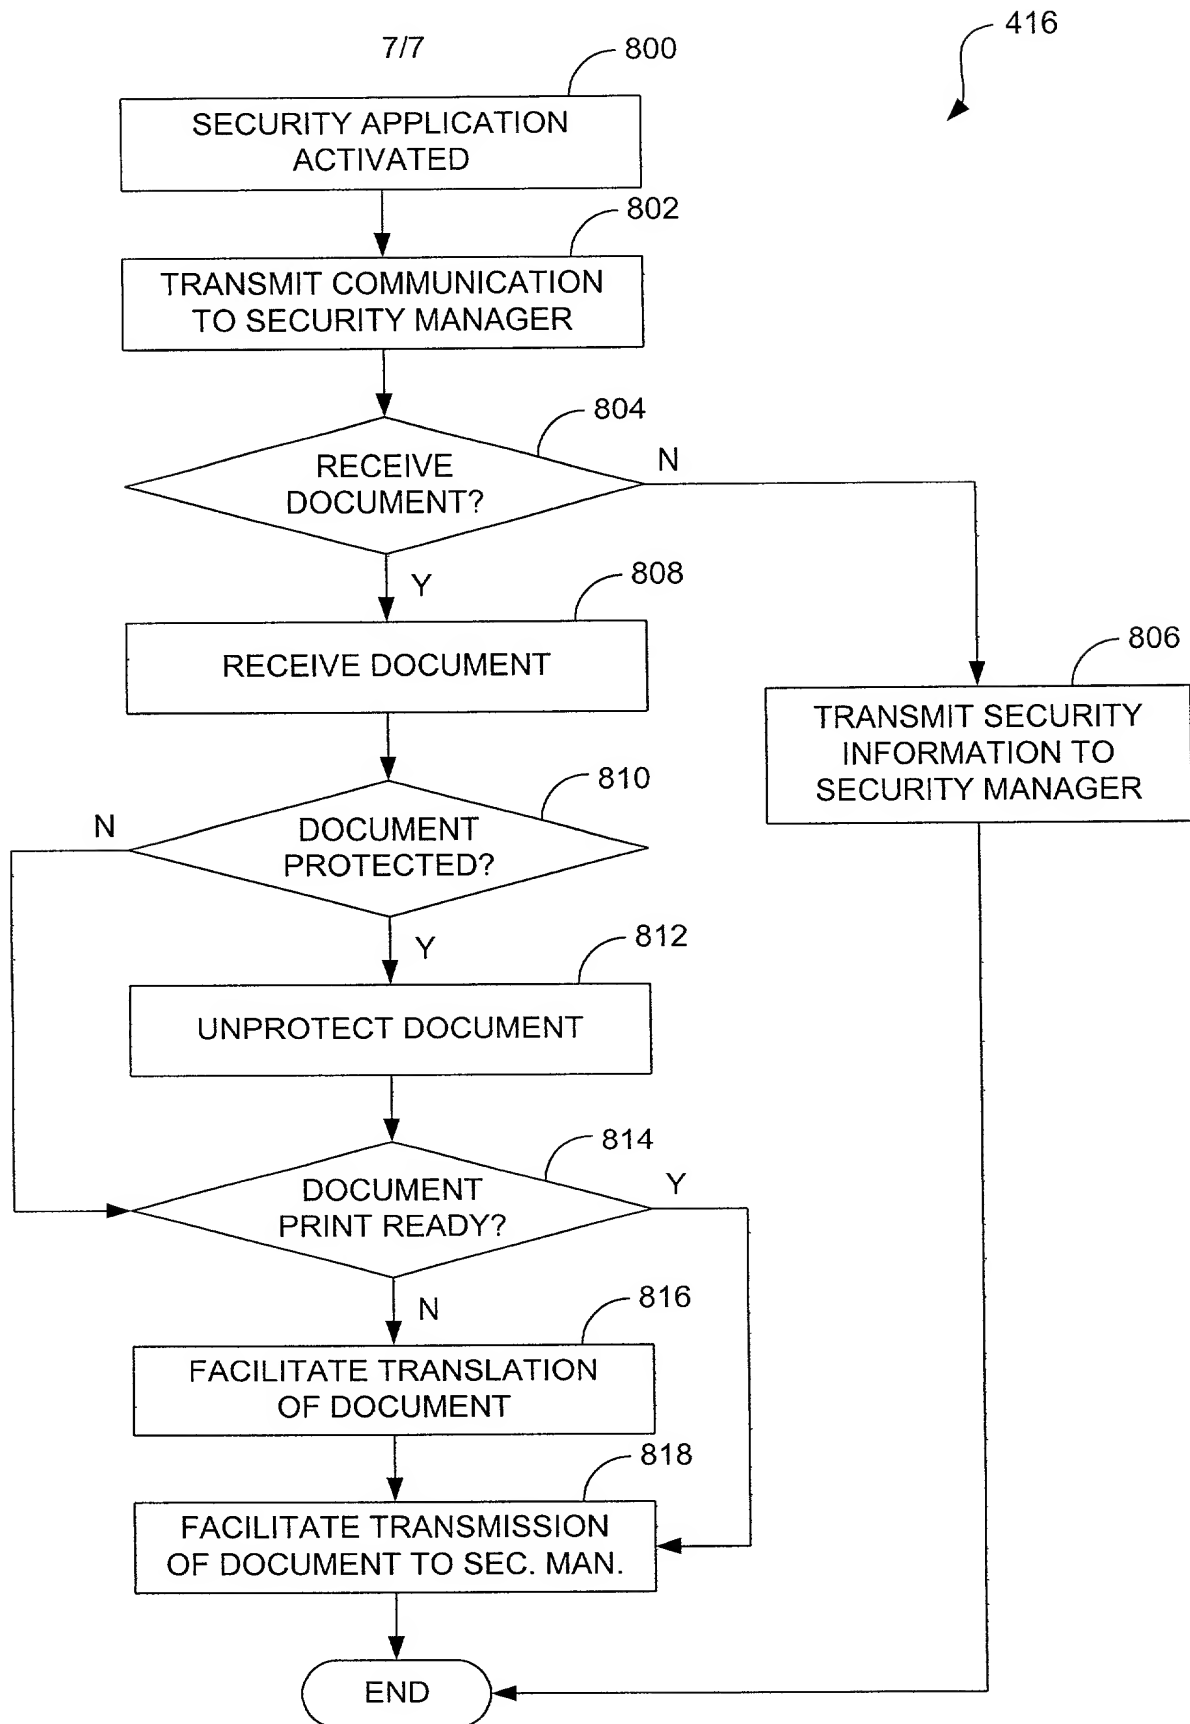 416
7/7
800
SECURITY APPLICATION
ACTIVATED
802
TRANSMIT COMMUNICATION
TO SECURITY MANAGER
804
RECEIVE
DOCUMENT?
N
Y
808
RECEIVE DOCUMENT
806
TRANSMIT SECURITY
INFORMATION TO
SECURITY MANAGER
810
N
DOCUMENT
PROTECTED?
Y
812
UNPROTECT DOCUMENT
814
DOCUMENT
PRINT READY?
Y
N
816
FACILITATE TRANSLATION
OF DOCUMENT
818
FACILITATE TRANSMISSION
OF DOCUMENT TO SEC. MAN.
END